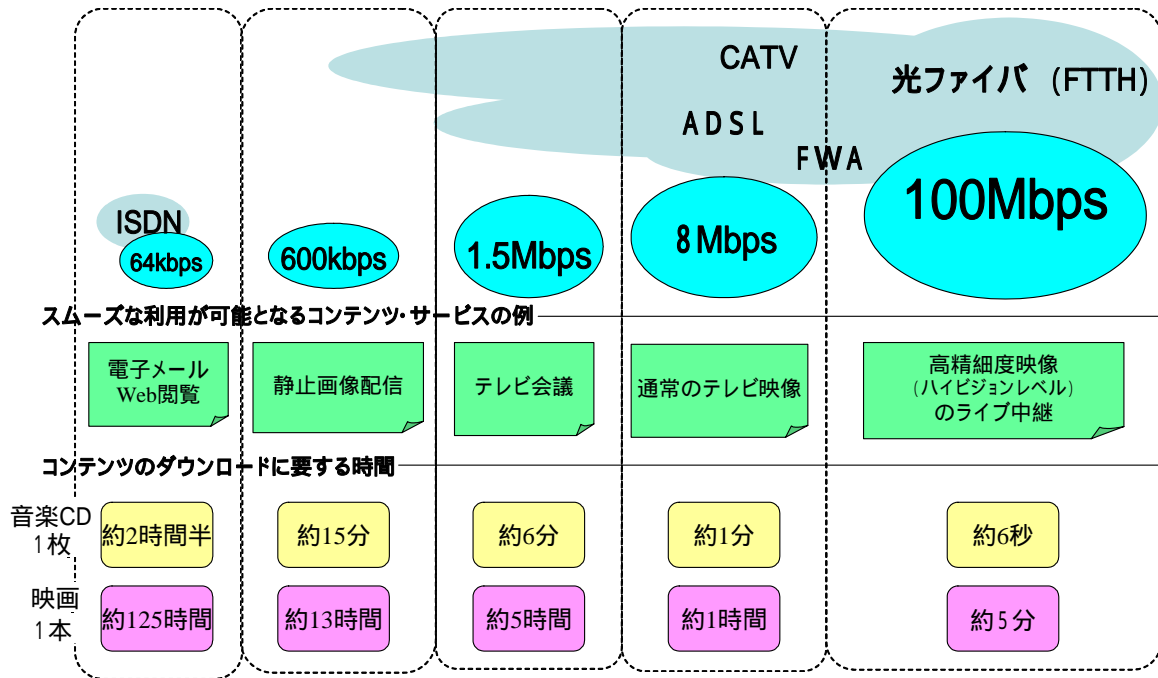 CATV
光ファイバ (FTTH)
ADSL
FWA
ISDN
64kbps
600kbps
1.5Mbps
8Mbps
100Mbps
スムーズな利用が可能となるコンテンツ・サービスの例
電子メール
Web閲覧
静止画像配信
テレビ会議
通常のテレビ映像
高精細度映像
(ハイビジョンレベル)
のライブ中継
コンテンツのダウンロードに要する時間
音楽CD
1枚
約2時間半
約15分
約6分
約1分
約6秒
映画
1本
約125時間
約13時間
約5時間
約1時間
約5分